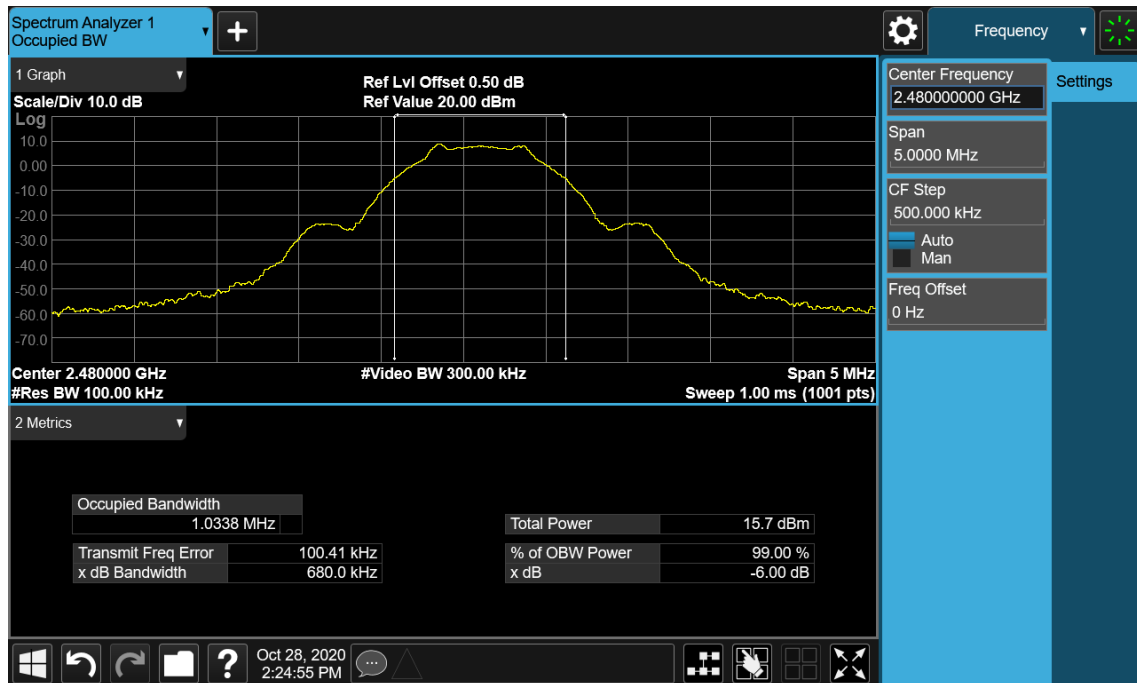 Spectrum Analyzer 1
Occupied BW
▼
+
Frequency
▼
1 Graph ▼
Scale/Div 10.0 dB
Ref Lvl Offset 0.50 dB
Ref Value 20.00 dBm
Log
10.0
0.00
-10.0
-20.0
-30.0
-40.0
-50.0
-60.0
-70.0
Center 2.480000 GHz
#Video BW 300.00 kHz
Span 5 MHz
#Res BW 100.00 kHz
Sweep 1.00 ms (1001 pts)
2 Metrics ▼
Occupied Bandwidth
1.0338 MHz
Total Power 15.7 dBm
Transmit Freq Error 100.41 kHz
% of OBW Power 99.00 %
x dB Bandwidth 680.0 kHz
x dB -6.00 dB
Center Frequency
2.480000000 GHz
Settings
Span
5.0000 MHz
CF Step
500.000 kHz
Auto
Man
Freq Offset
0 Hz
?
Oct 28, 2020
2:24:55 PM
...